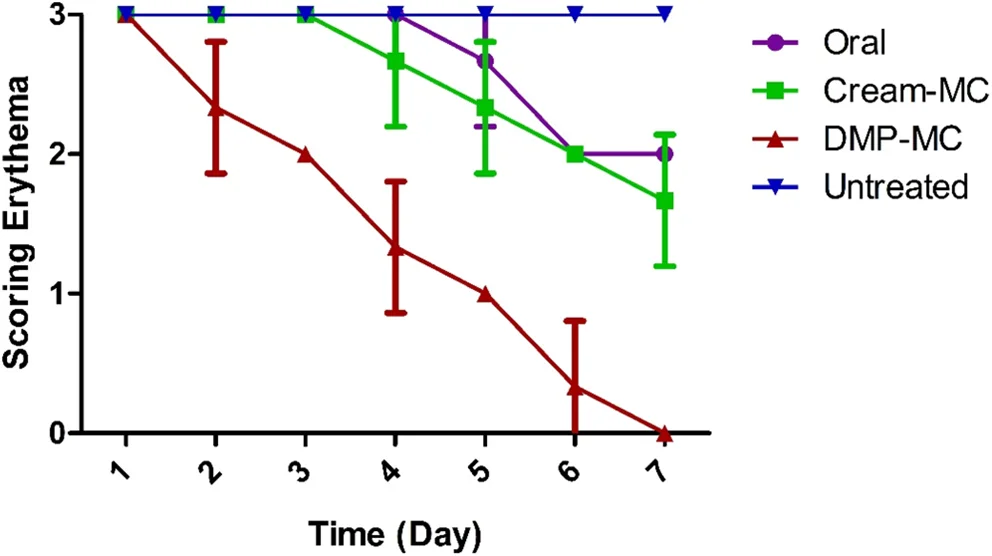 3
2
1
0
Scoring Erythema
1 2 3 4 5 6 7
Time (Day)
Oral
Cream-MC
DMP-MC
Untreated